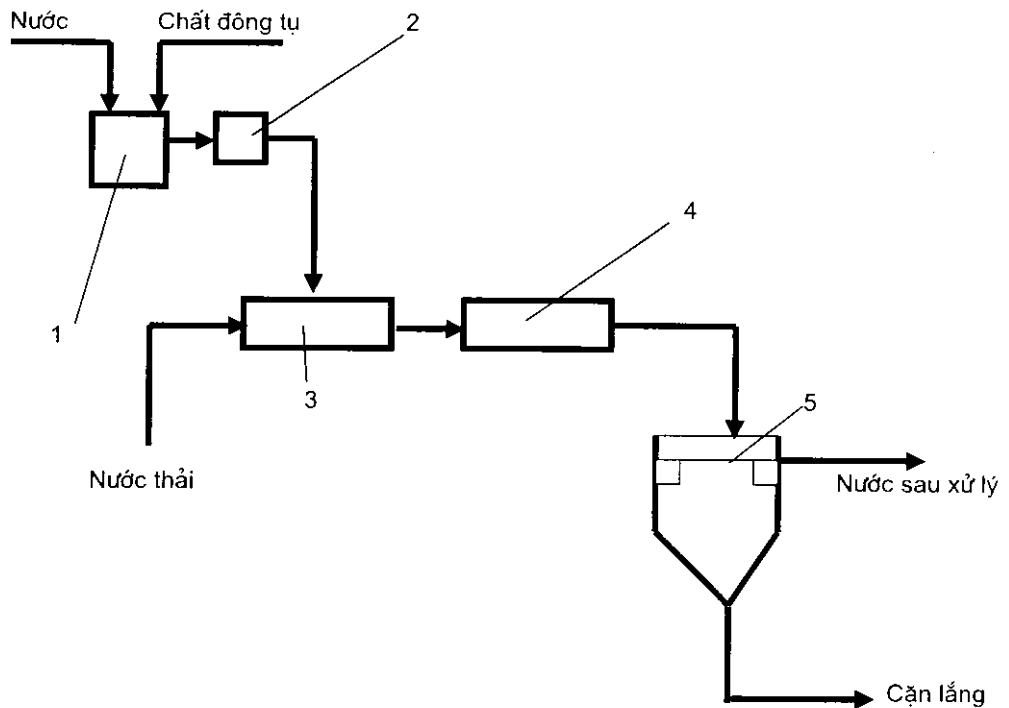 Nước
Chất đông tụ
2
4
1
3
5
Nước thải
Nước sau xử lý
Cặn lắng